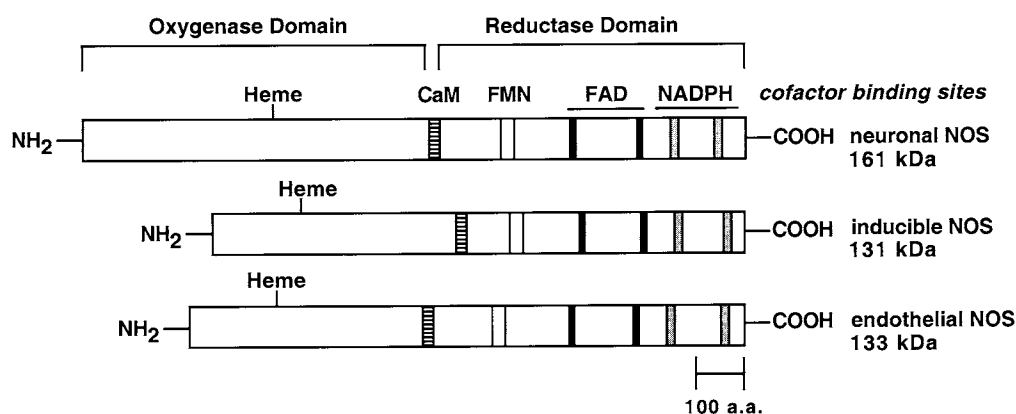 Oxygenase Domain Reductase Domain
Heme CaM FMN FAD NADPH cofactor binding sites
NH2 COOH neuronal NOS
161 kDa
Heme
NH2 COOH inducible NOS
131 kDa
Heme
NH2 COOH endothelial NOS
133 kDa
100 a.a.